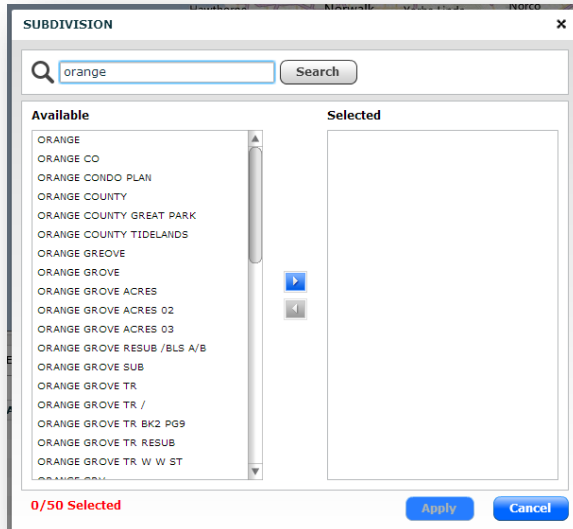 Hawthorne Norwalk Yorba Linda Norco
SUBDIVISION
orange
Search
Available
Selected
ORANGE
ORANGE CO
ORANGE CONDO PLAN
ORANGE COUNTY
ORANGE COUNTY GREAT PARK
ORANGE COUNTY TIDELANDS
ORANGE GREOVE
ORANGE GROVE
ORANGE GROVE ACRES
ORANGE GROVE ACRES 02
ORANGE GROVE ACRES 03
ORANGE GROVE RESUB /BLS A/B
ORANGE GROVE SUB
ORANGE GROVE TR
ORANGE GROVE TR /
ORANGE GROVE TR BK2 PG9
ORANGE GROVE TR RESUB
ORANGE GROVE TR W W ST
0/50 Selected
Apply
Cancel